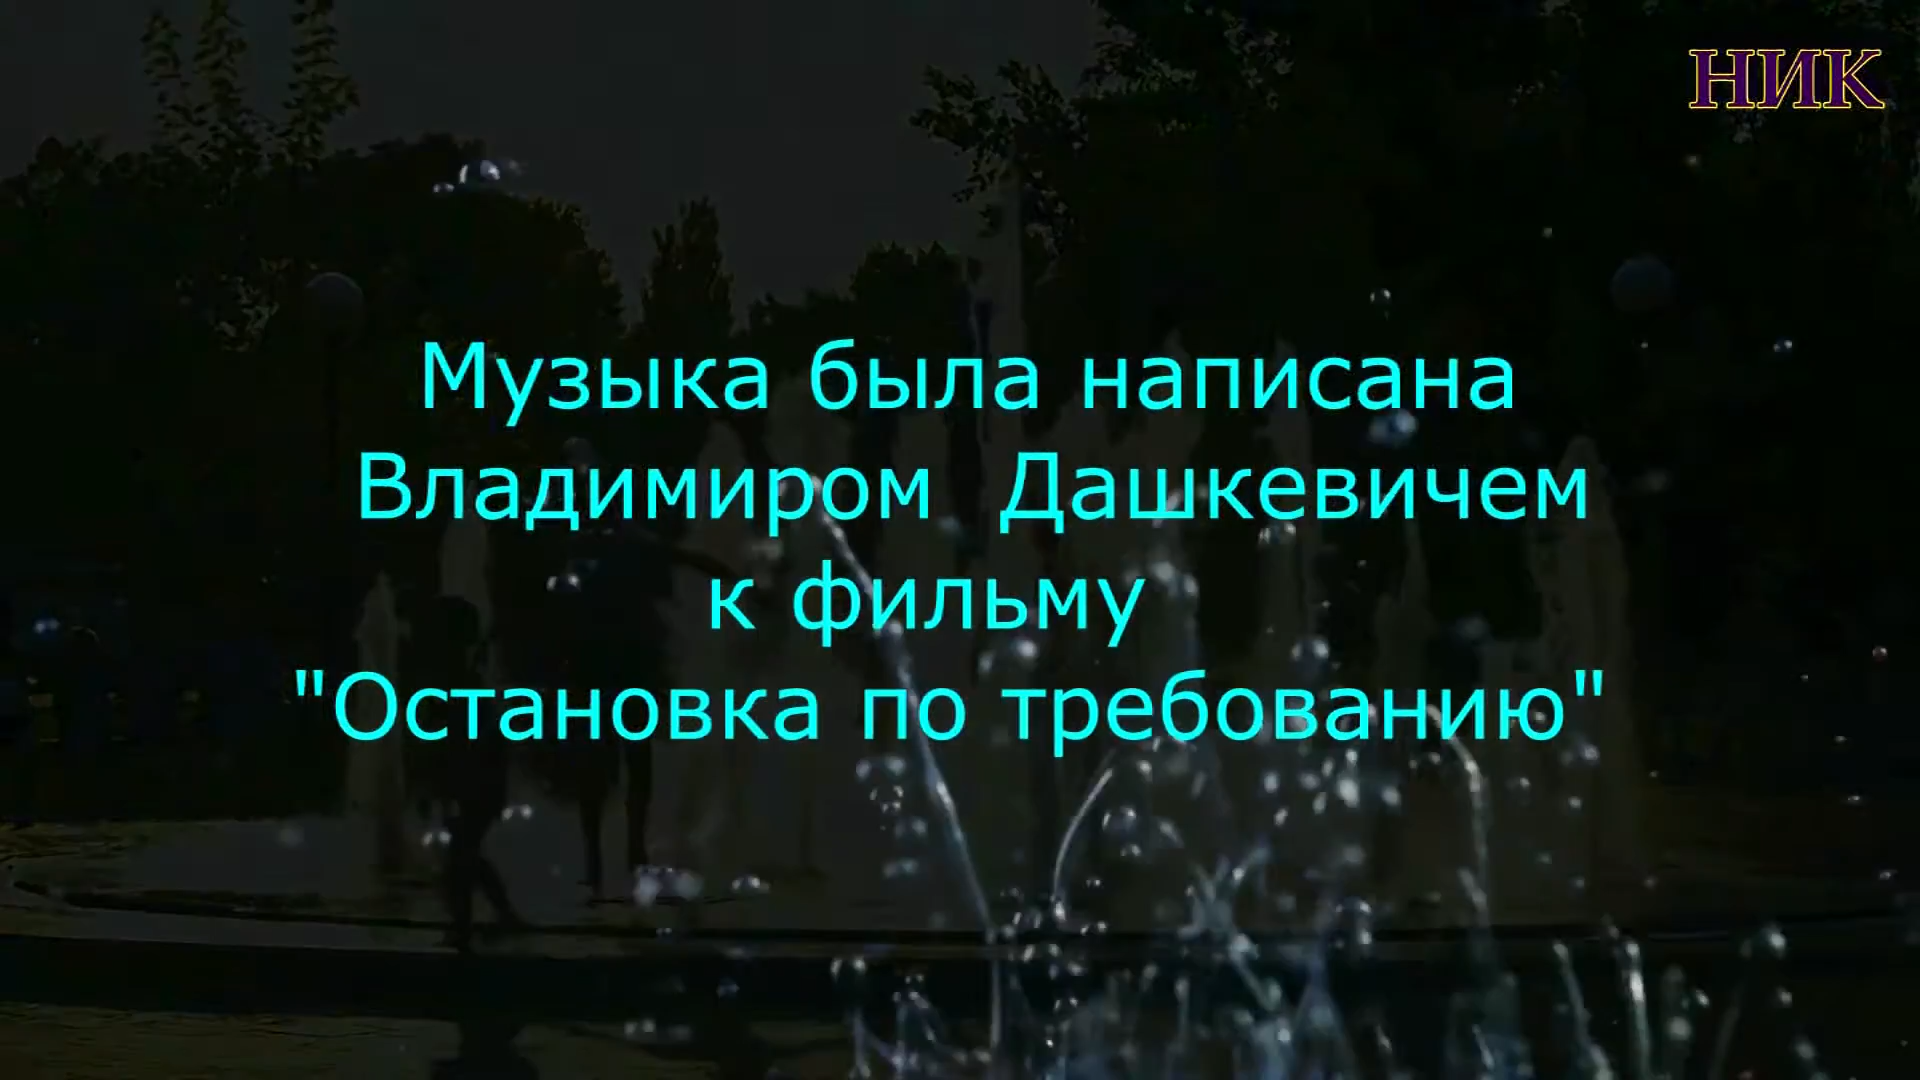 НИК
Музыка была написана
Владимиром Дашкевичем
к фильму
"Остановка по требованию"